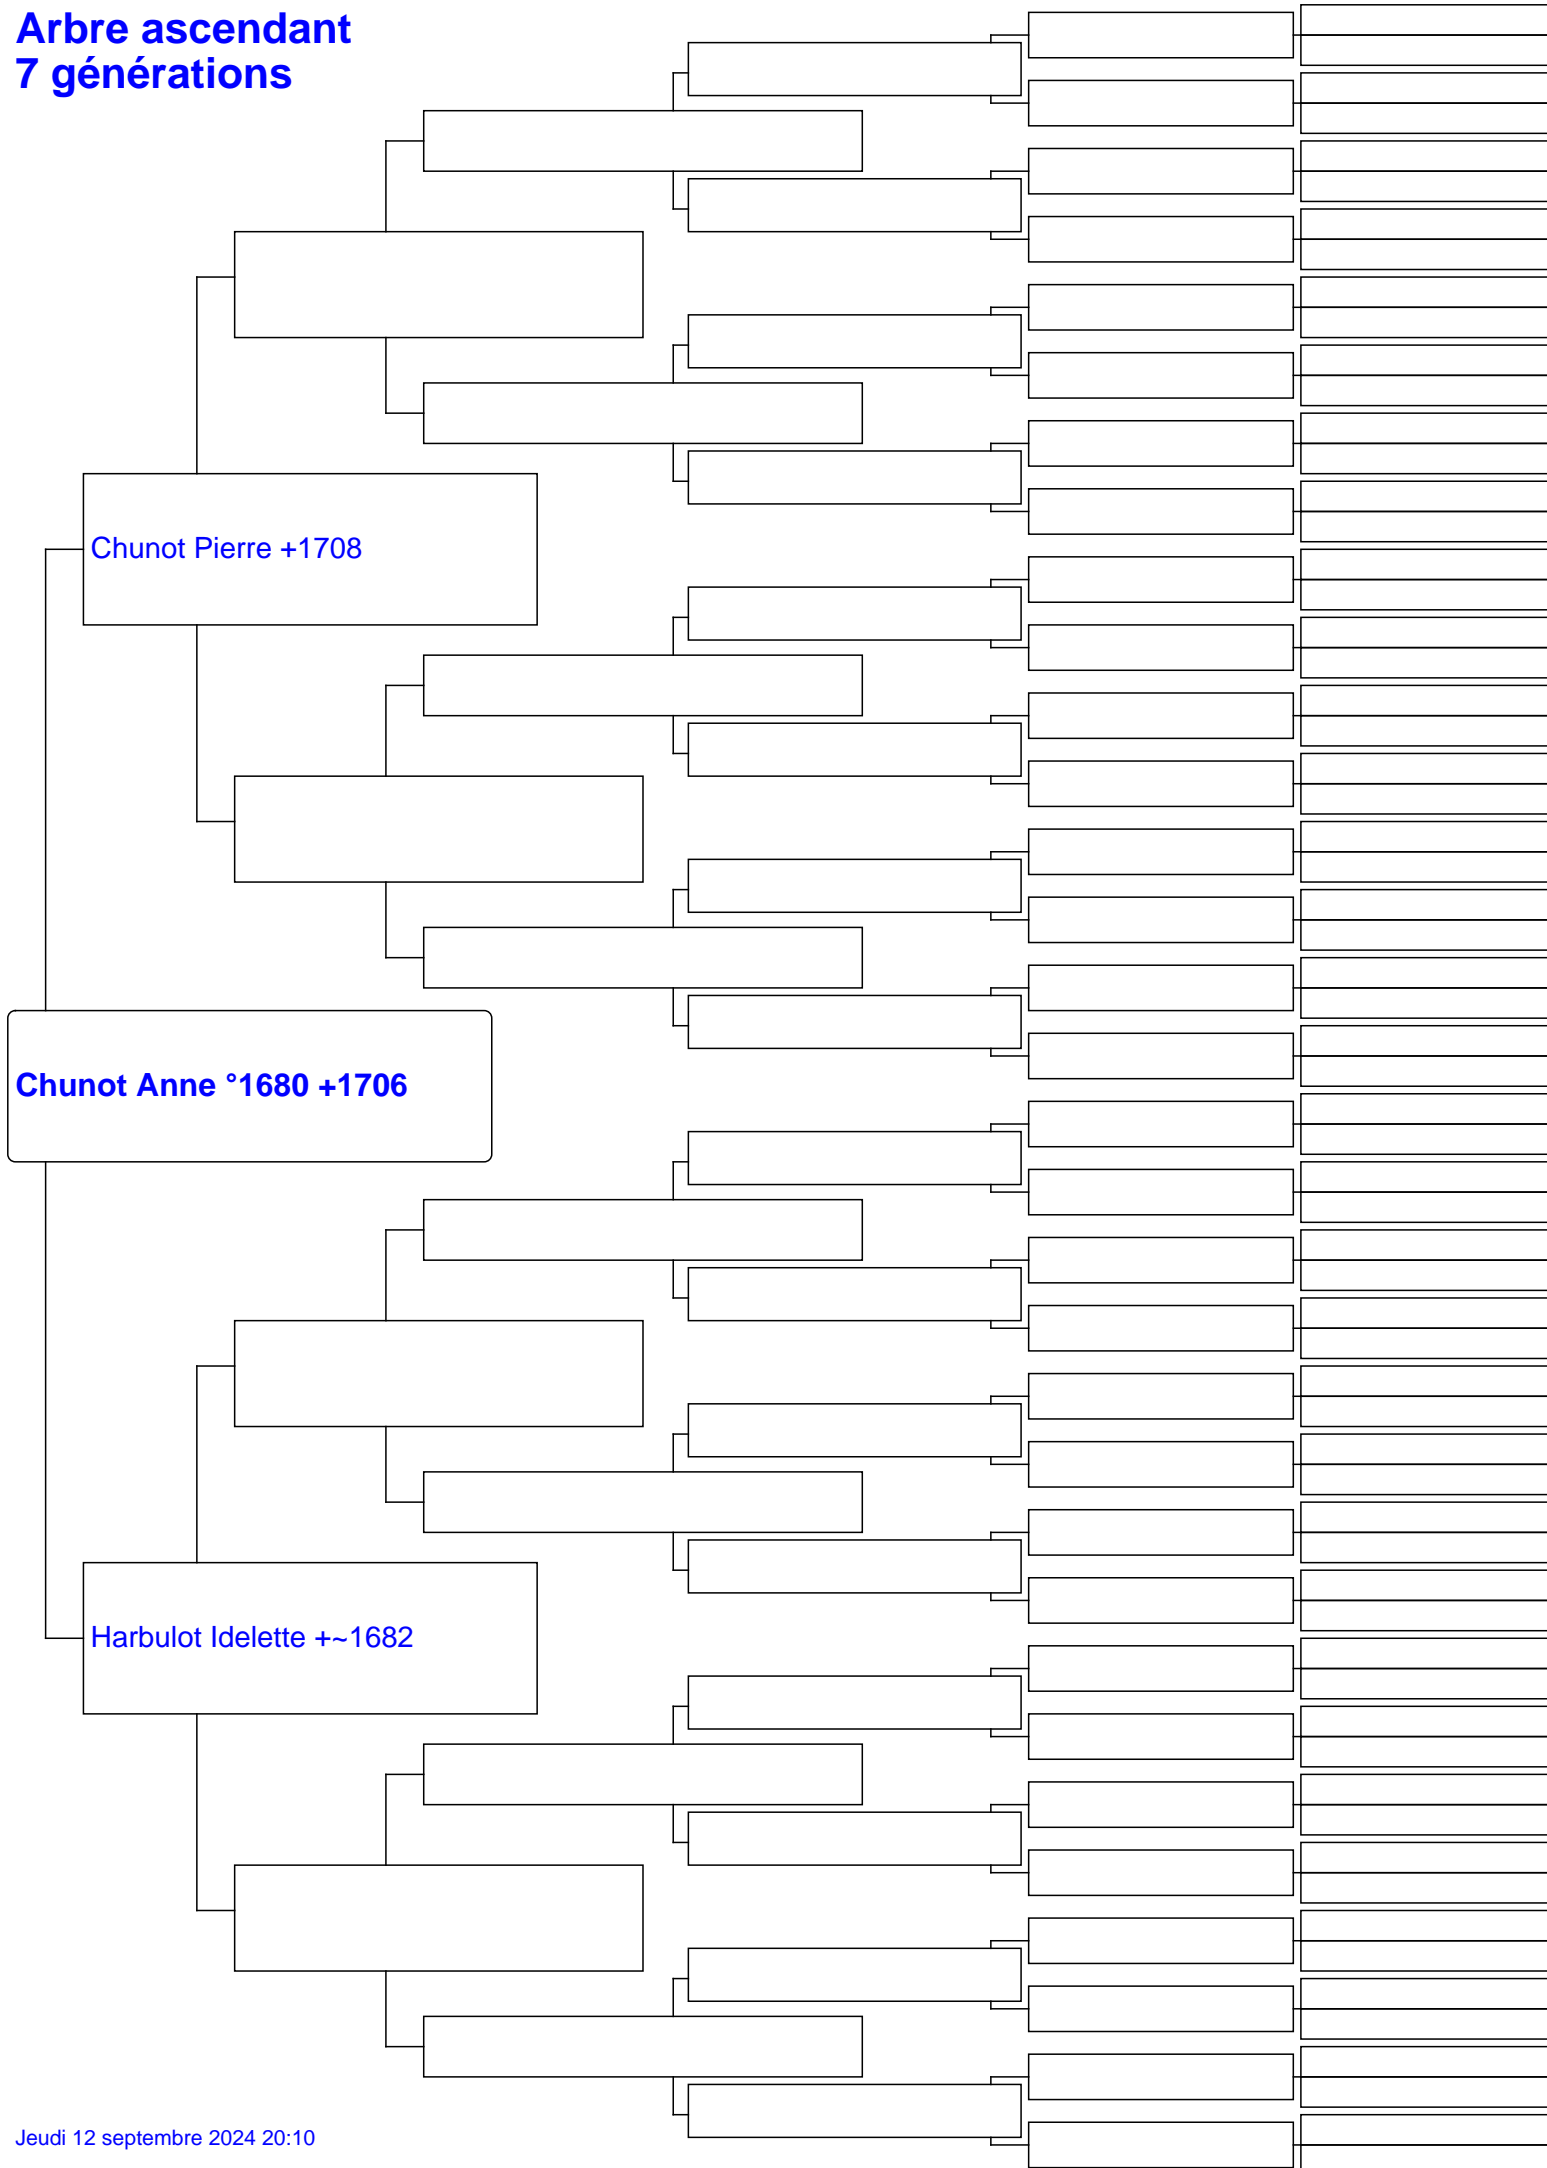 Arbre ascendant
7 générations
Chunot Pierre +1708
Chunot Anne °1680 +1706
Harbulot Idelette +~1682
Jeudi 12 septembre 2024 20:10